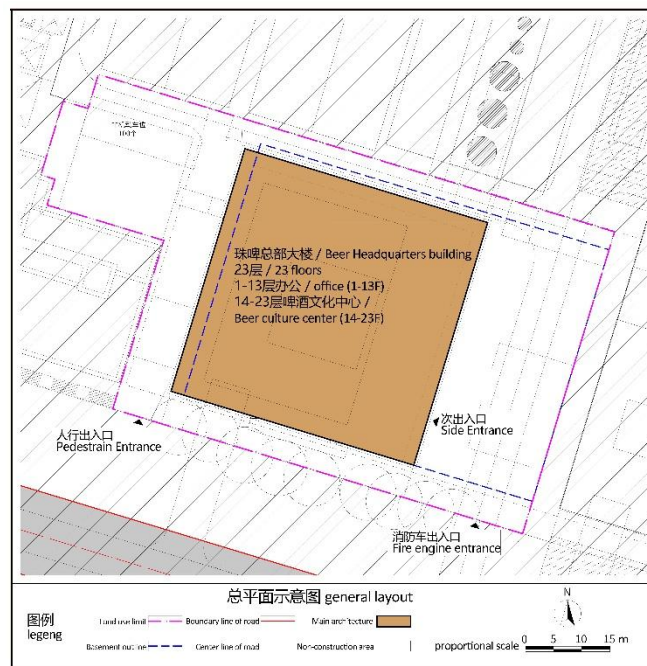 珠啤总部大楼 / Beer Headquarters building
23层 / 23 floors
1-13层办公 / office (1-13F)
14-23层啤酒文化中心 /
Beer culture center (14-23F)
次出入口
Side Entrance
人行出入口
Pedestrain Entrance
消防车出入口
Fire engine entrance
总平面示意图 general layout
图例
legeng
Land use limit
Boundary line of road
Main architecture
Basement outline
Center line of road
Non-construction area
N
proportional scale
0 5 10 15 m